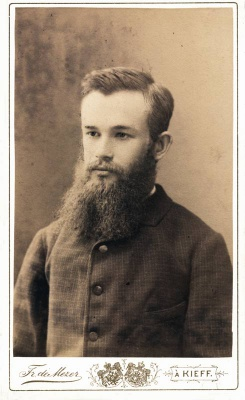 Fr. de Mezer
À KIEFF.